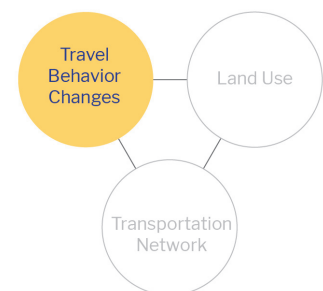 Travel
Behavior
Changes
Land Use
Transportation
Network